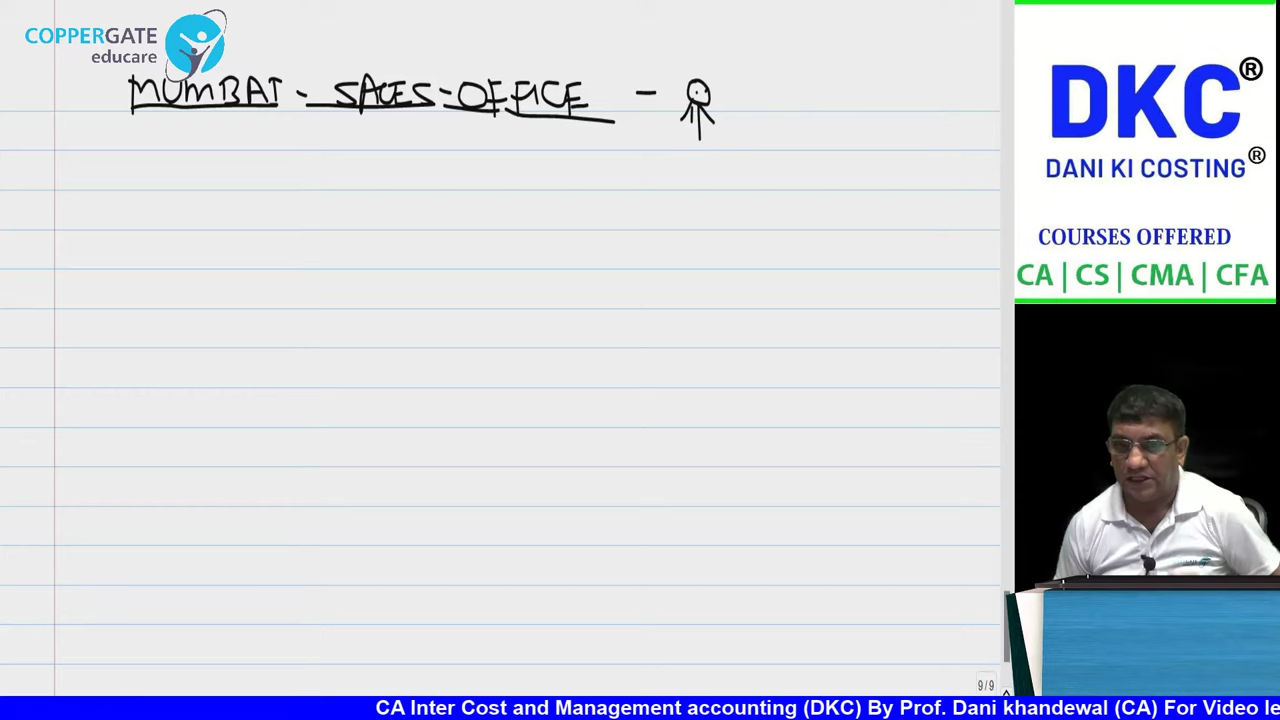 COPPERGATE
educare
MUMBAI - SALES - OFFICE -
DKC®
DANI KI COSTING®
COURSES OFFERED
CA | CS | CMA | CFA
9/9
CA Inter Cost and Management accounting (DKC) By Prof. Dani khandewal (CA) For Video le